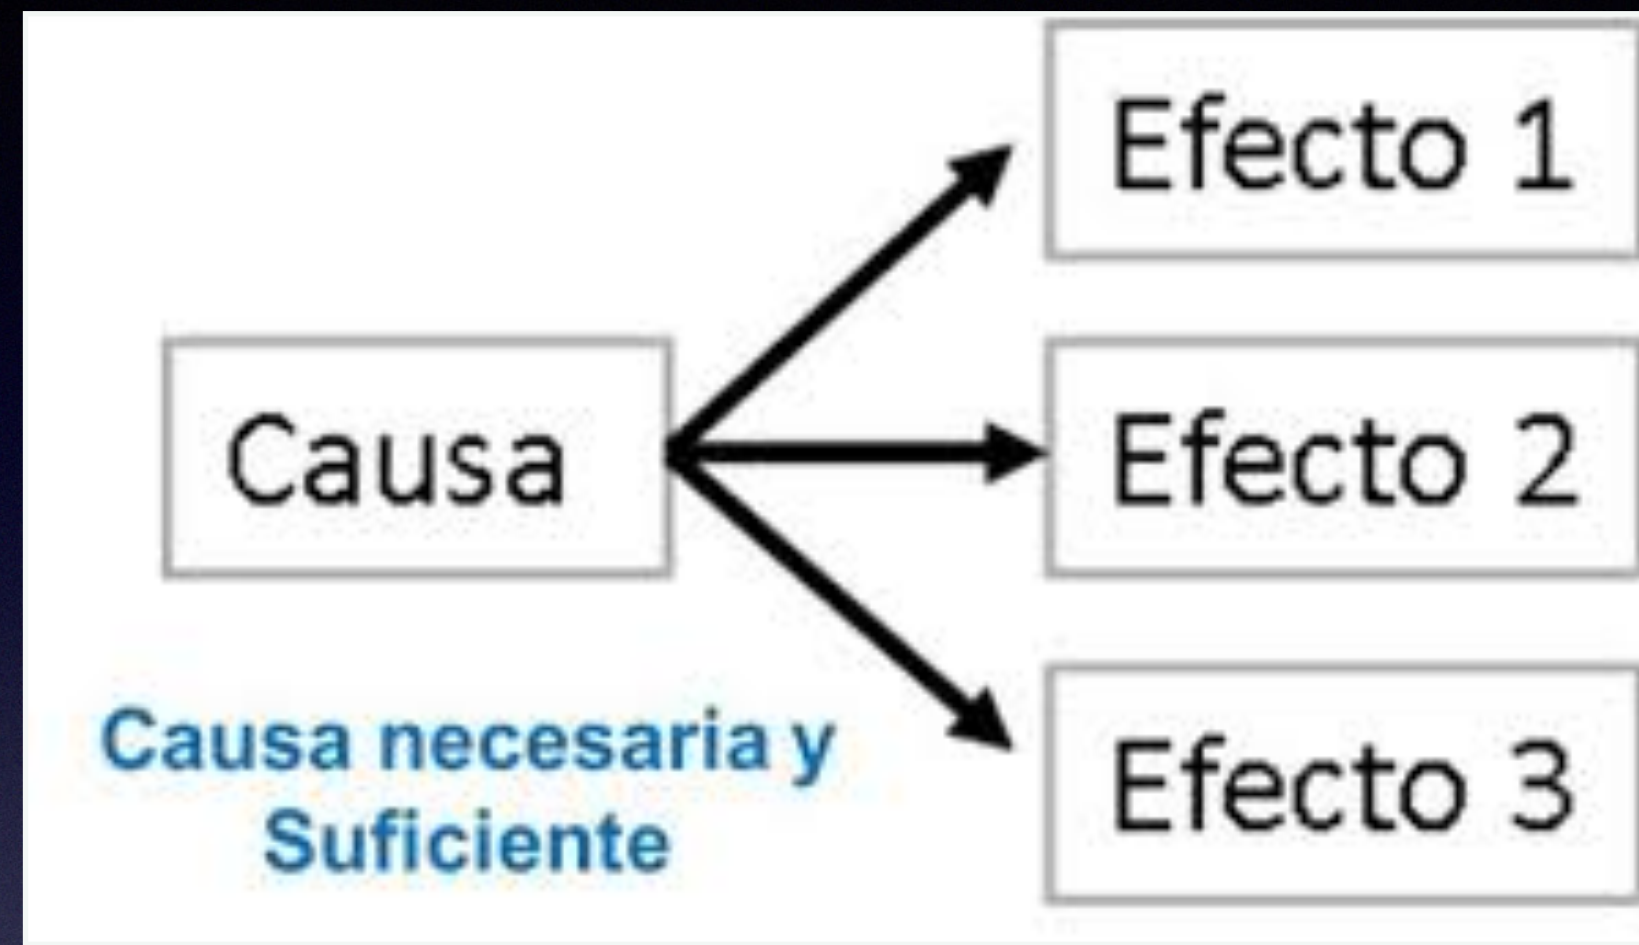 Efecto 1
Causa
Efecto 2
Efecto 3
Causa necesaria y
Suficiente